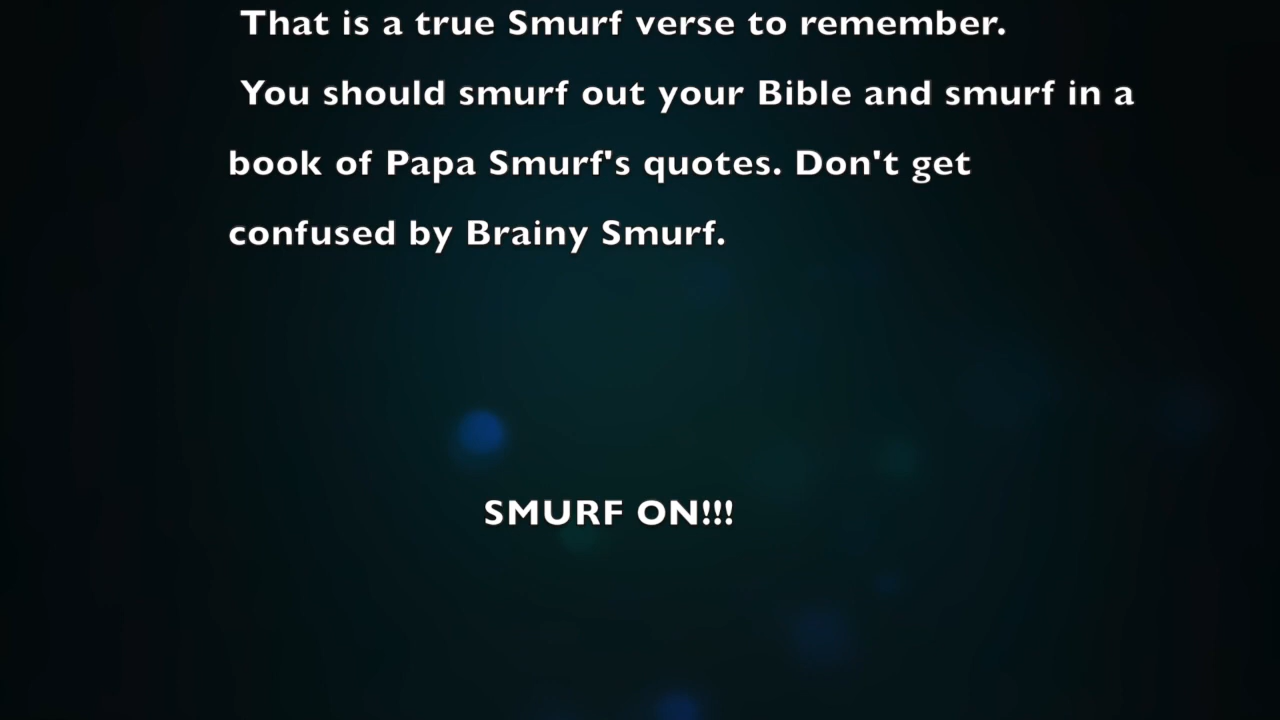 That is a true Smurf verse to remember.
You should smurf out your Bible and smurf in a
book of Papa Smurf's quotes. Don't get
confused by Brainy Smurf.
SMURF ON!!!